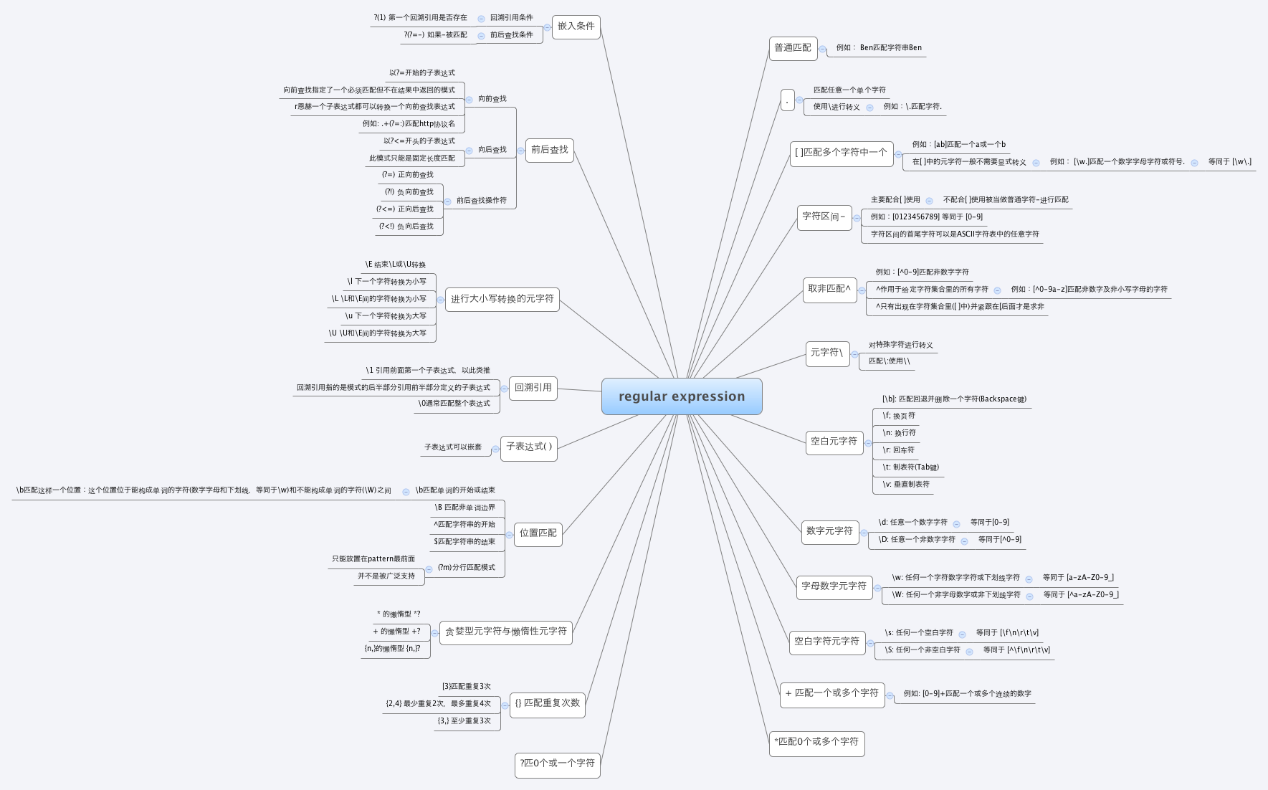 regular expression
普通匹配
例如： Ben匹配字符串Ben
.
匹配任意一个单个字符
使用\进行转义
例如：\.匹配字符.
[ ]匹配多个字符中一个
例如：[ab]匹配一个a或一个b
在[ ]中的元字符一般不需要显式转义
例如： [\w.]匹配一个数字字母字符或符号.
等同于 [\w\.]
字符区间-
主要配合[ ]使用
不配合[ ]使用被当做普通字符-进行匹配
例如：[0123456789] 等同于 [0-9]
字符区间的首尾字符可以是ASCII字符表中的任意字符
取非匹配^
例如：[^0-9]匹配非数字字符
^作用于给定字符集合里的所有字符
例如：[^0-9a-z]匹配非数字及非小写字母的字符
^只有出现在字符集合里([ ]中)并紧跟在[后面才是求非
元字符\
对特殊字符进行转义
匹配\:使用\\
空白元字符
[\b]: 匹配回退并删除一个字符(Backspace键)
\f: 换页符
\n: 换行符
\r: 回车符
\t: 制表符(Tab键)
\v: 垂直制表符
数字元字符
\d: 任意一个数字字符
等同于[0-9]
\D: 任意一个非数字字符
等同于[^0-9]
字母数字元字符
\w: 任何一个字符数字字符或下划线字符
等同于 [a-zA-Z0-9_]
\W: 任何一个非字母数字或非下划线字符
等同于 [^a-zA-Z0-9_]
空白字符元字符
\s: 任何一个空白字符
等同于 [\f\n\r\t\v]
\S: 任何一个非空白字符
等同于 [^\f\n\r\t\v]
+ 匹配一个或多个字符
例如: [0-9]+匹配一个或多个连续的数字
*匹配0个或多个字符
嵌入条件
回溯引用条件
?(1) 第一个回溯引用是否存在
前后查找条件
?(?=-) 如果-被匹配
前后查找
向前查找
以?=开始的子表达式
向前查找指定了一个必须匹配但不在结果中返回的模式
r恩赫一个子表达式都可以转换一个向前查找表达式
例如: .+(?=:)匹配http协议名
向后查找
以?<=开头的子表达式
此模式只能是固定长度匹配
前后查找操作符
(?=) 正向前查找
(?!) 负向前查找
(?<=) 正向后查找
(?<!) 负向后查找
进行大小写转换的元字符
\E 结束\L或\U转换
\l 下一个字符转换为小写
\L \L和\E间的字符转换为小写
\u 下一个字符转换为大写
\U \U和\E间的字符转换为大写
回溯引用
\1 引用前面第一个子表达式，以此类推
回溯引用指的是模式的后半部分引用前半部分定义的子表达式
\0通常匹配整个表达式
子表达式( )
子表达式可以嵌套
位置匹配
\b匹配单词的开始或结束
\b匹配这样一个位置：这个位置位于能构成单词的字符(数字字母和下划线，等同于\w)和不能构成单词的字符(\W)之间
\B 匹配非单词边界
^匹配字符串的开始
$匹配字符串的结束
(?m)分行匹配模式
只能放置在pattern最前面
并不是被广泛支持
贪婪型元字符与懒惰性元字符
* 的懒惰型 *?
+ 的懒惰型 +?
{n,}的懒惰型 {n,}?
{} 匹配重复次数
{3}匹配重复3次
{2,4} 最少重复2次，最多重复4次
{3,} 至少重复3次
?匹0个或一个字符